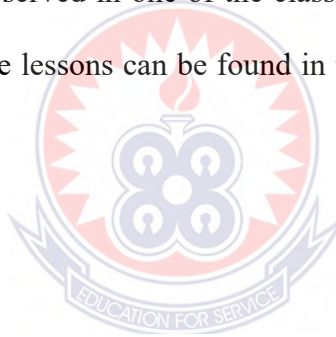 served in one of the class
e lessons can be found in
EDUCATION FOR SERVICE